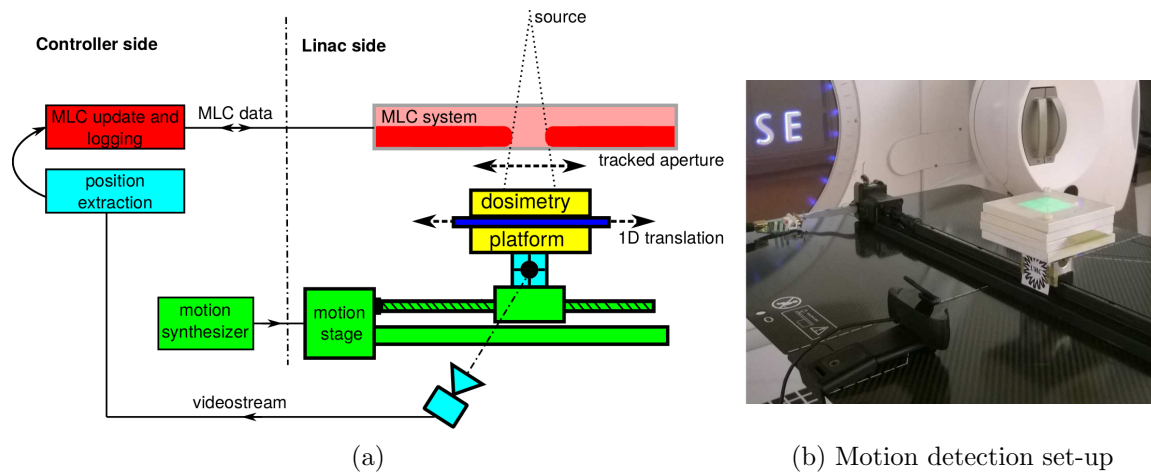 source
Controller side
Linac side
MLC update and
logging
MLC data
MLC system
tracked aperture
position
extraction
dosimetry
platform
1D translation
motion
synthesizer
motion
stage
videostream
SE
(a)
(b) Motion detection set-up